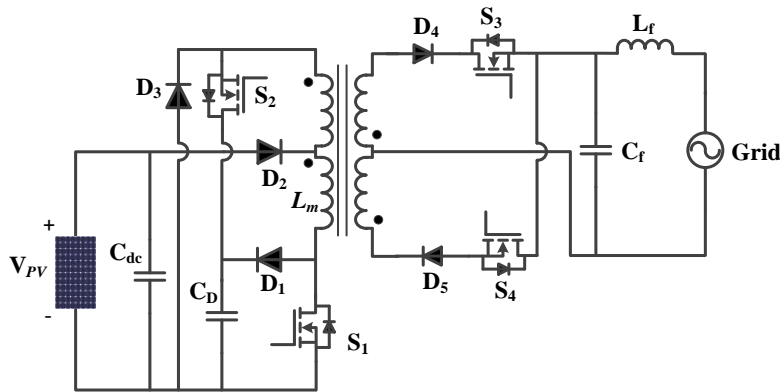 D4
S3
Lf
D3
S2
D2
Lm
Cf
Grid
+
VPV
-
Cdc
CD
D1
D5
S4
S1